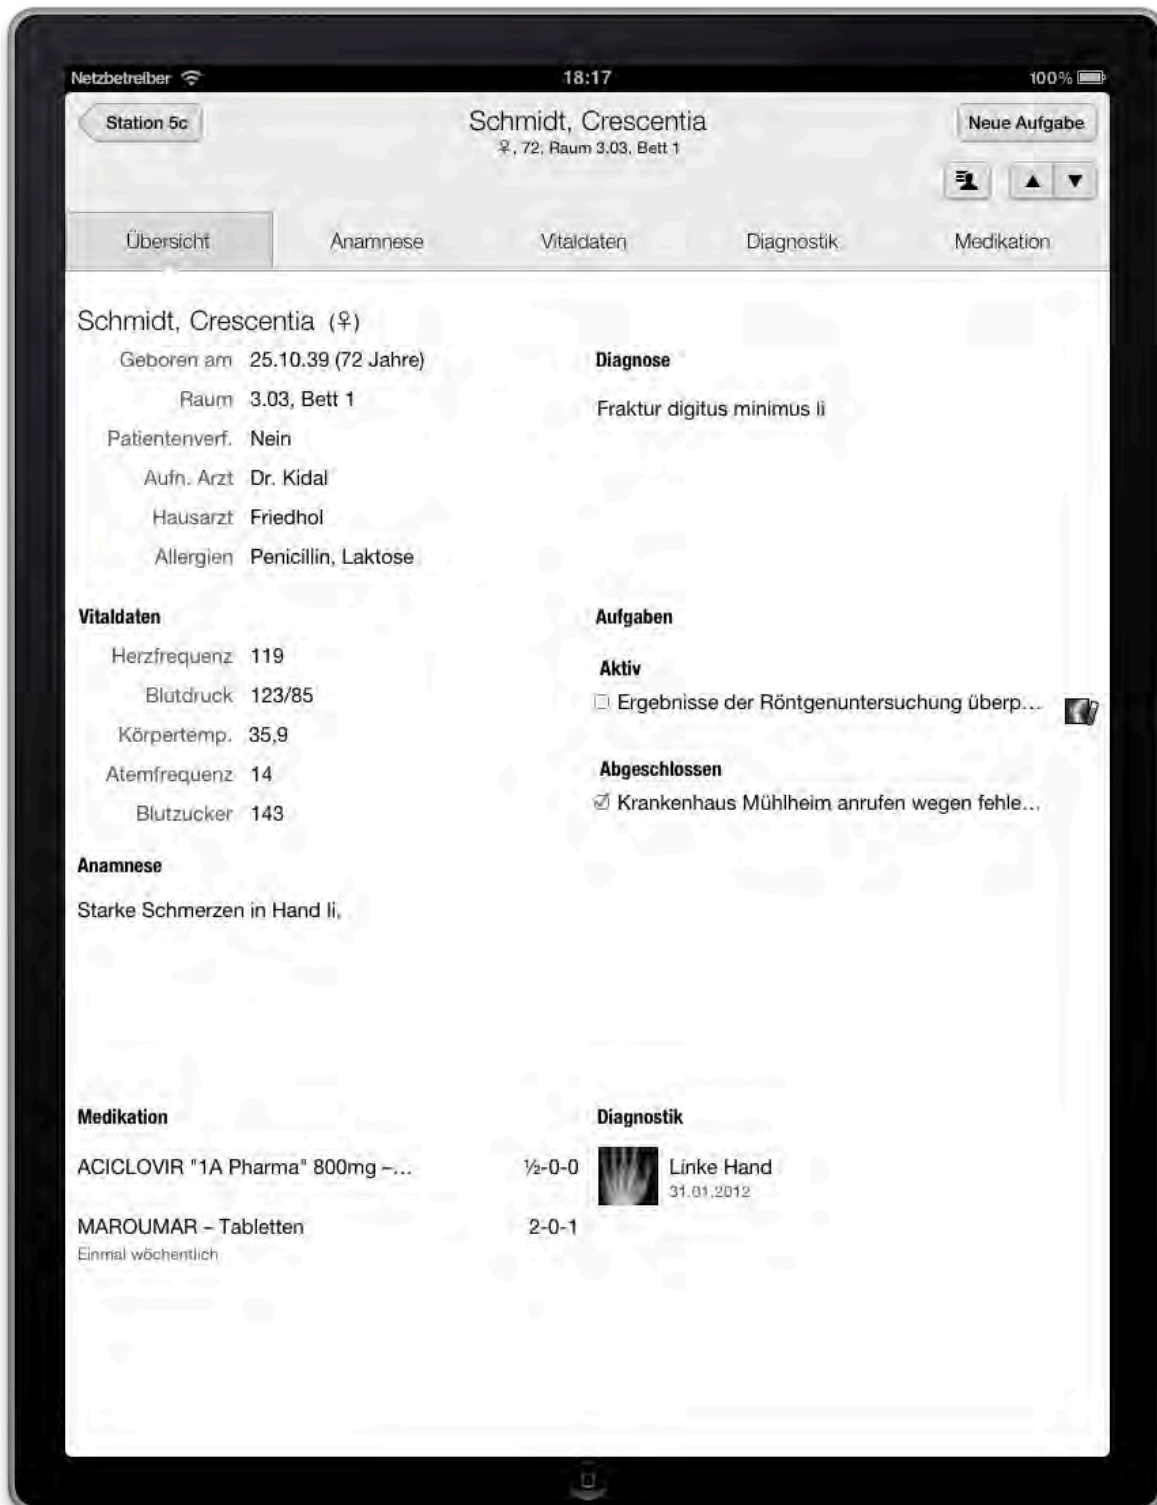 Netzbetreiber 18:17 100%
Station 5c Schmidt, Crescentia Neue Aufgabe
♀, 72, Raum 3.03, Bett 1
Übersicht Anamnese Vitaldaten Diagnostik Medikation
Schmidt, Crescentia (♀)
Geboren am 25.10.39 (72 Jahre)
Raum 3.03, Bett 1
Patientenverf. Nein
Aufn. Arzt Dr. Kidal
Hausarzt Friedhol
Allergien Penicillin, Laktose
Diagnose
Fraktur digitus minimus li
Vitaldaten
Herzfrequenz 119
Blutdruck 123/85
Körpertemp. 35,9
Atemfrequenz 14
Blutzucker 143
Aufgaben
Aktiv
Ergebnisse der Röntgenuntersuchung überp...
Abgeschlossen
Krankenhaus Mühlheim anrufen wegen fehle...
Anamnese
Starke Schmerzen in Hand li,
Medikation
ACICLOVIR "1A Pharma" 800mg –... ½-0-0
MAROUMAR – Tabletten 2-0-1
Einmal wöchentlich
Diagnostik
Linke Hand
31.01.2012